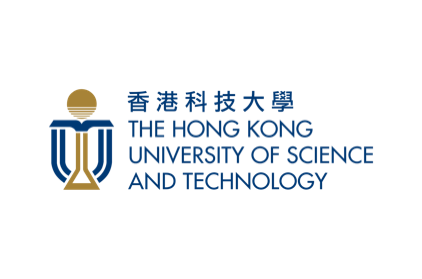 香港科技大學
THE HONG KONG
UNIVERSITY OF SCIENCE
AND TECHNOLOGY